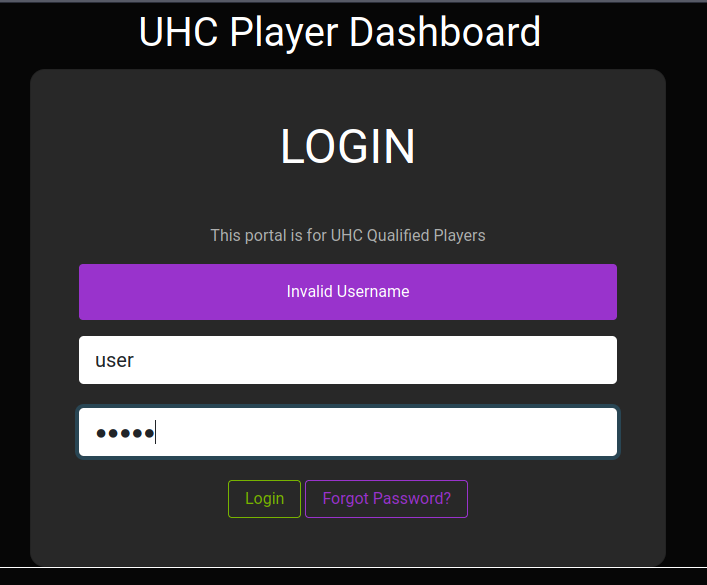 UHC Player Dashboard
LOGIN
This portal is for UHC Qualified Players
Invalid Username
user
●●●●●
Login Forgot Password?